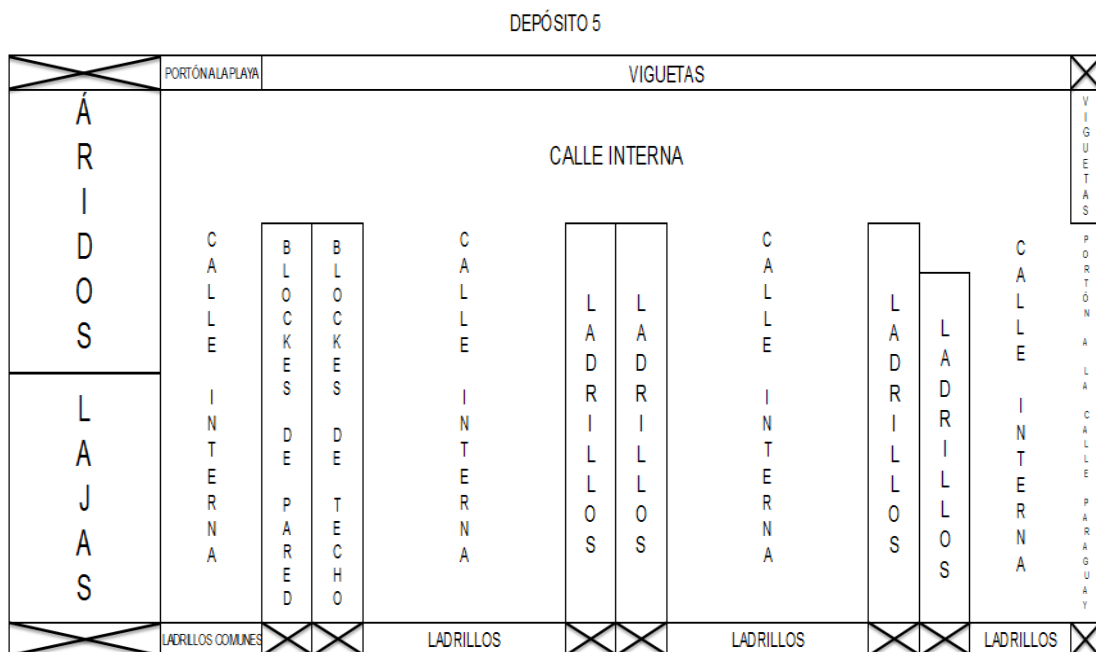 DEPÓSITO 5
PORTÓN A LA PLAYA
VIGUETAS
ÁRIDOS
CALLE INTERNA
VIGUETAS
CALLE INTERNA
BLOCKES DE PARED
BLOCKES DE TECHO
CALLE INTERNA
LADRILLOS
LADRILLOS
CALLE INTERNA
LADRILLOS
LADRILLOS
CALLE INTERNA
PORTÓN A LA CALLE PARAGUAY
LAJAS
LADRILLOS COMUNES
LADRILLOS
LADRILLOS
LADRILLOS